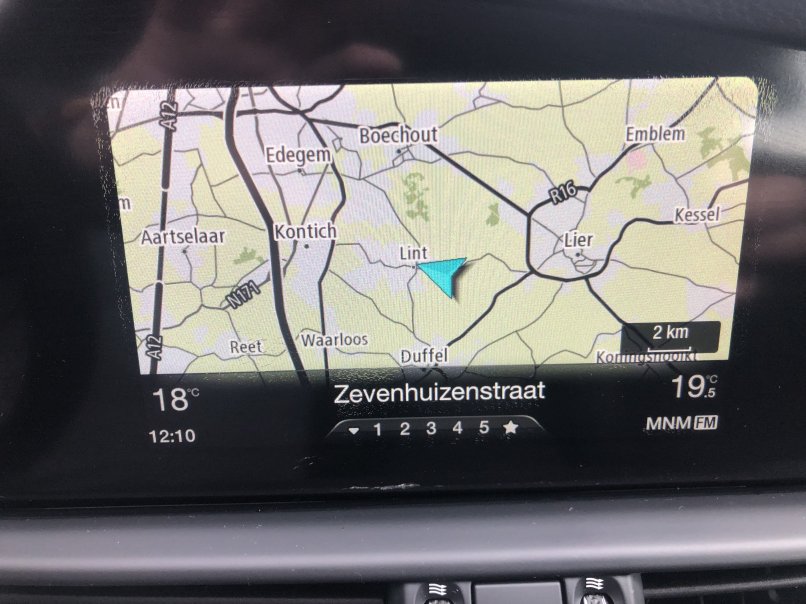 A12
Boechout
Emblem
Edegem
R16
Kessel
Aartselaar
Kontich
Lier
Lint
N171
2 km
A12
Reet
Waarloos
Duffel
18°C
Zevenhuizenstraat
19.5°C
12:10
1 2 3 4 5
MNM FM